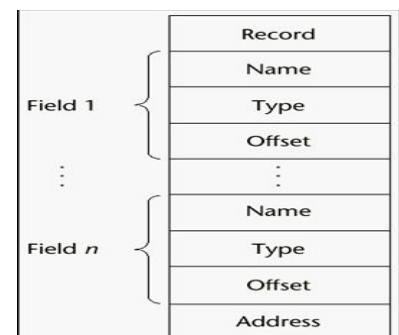 Record
Name
Field 1
Type
Offset
⋮ ⋮
Name
Field n
Type
Offset
Address